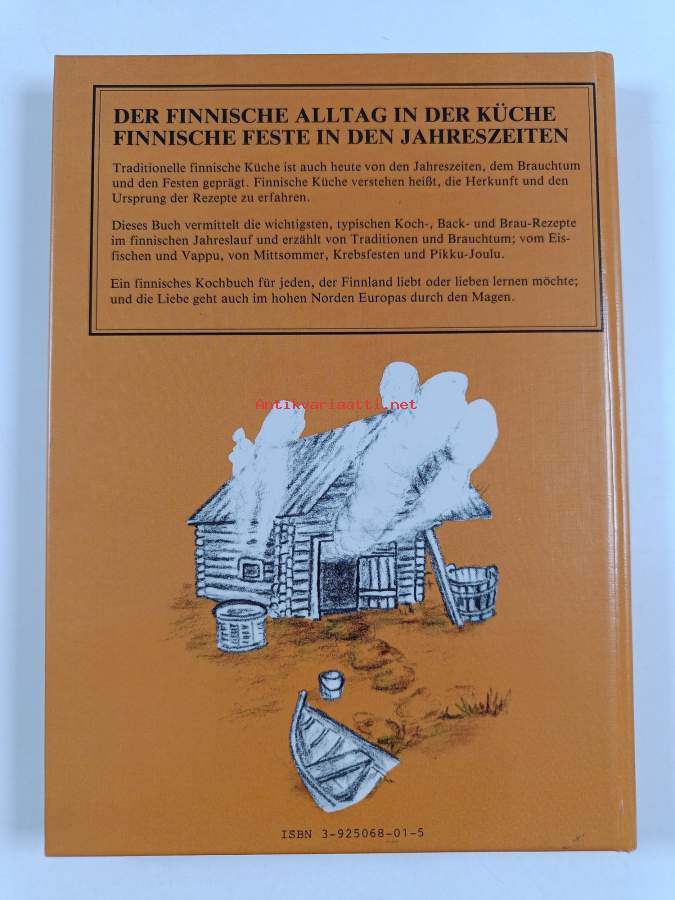 DER FINNISCHE ALLTAG IN DER KÜCHE
FINNISCHE FESTE IN DEN JAHRESZEITEN
Traditionelle finnische Küche ist auch heute von den Jahreszeiten, dem Brauchtum
und den Festen geprägt. Finnische Küche verstehen heißt, die Herkunft und den
Ursprung der Rezepte zu erfahren.
Dieses Buch vermittelt die wichtigsten, typischen Koch-, Back- und Brau-Rezepte
im finnischen Jahreslauf und erzählt von Traditionen und Brauchtum; vom Eis-
fischen und Vappu, von Mittsommer, Krebsfesten und Pikku-Joulu.
Ein finnisches Kochbuch für jeden, der Finnland liebt oder lieben lernen möchte;
und die Liebe geht auch im hohen Norden Europas durch den Magen.
Antikvariaatti.net
ISBN 3-925068-01-5